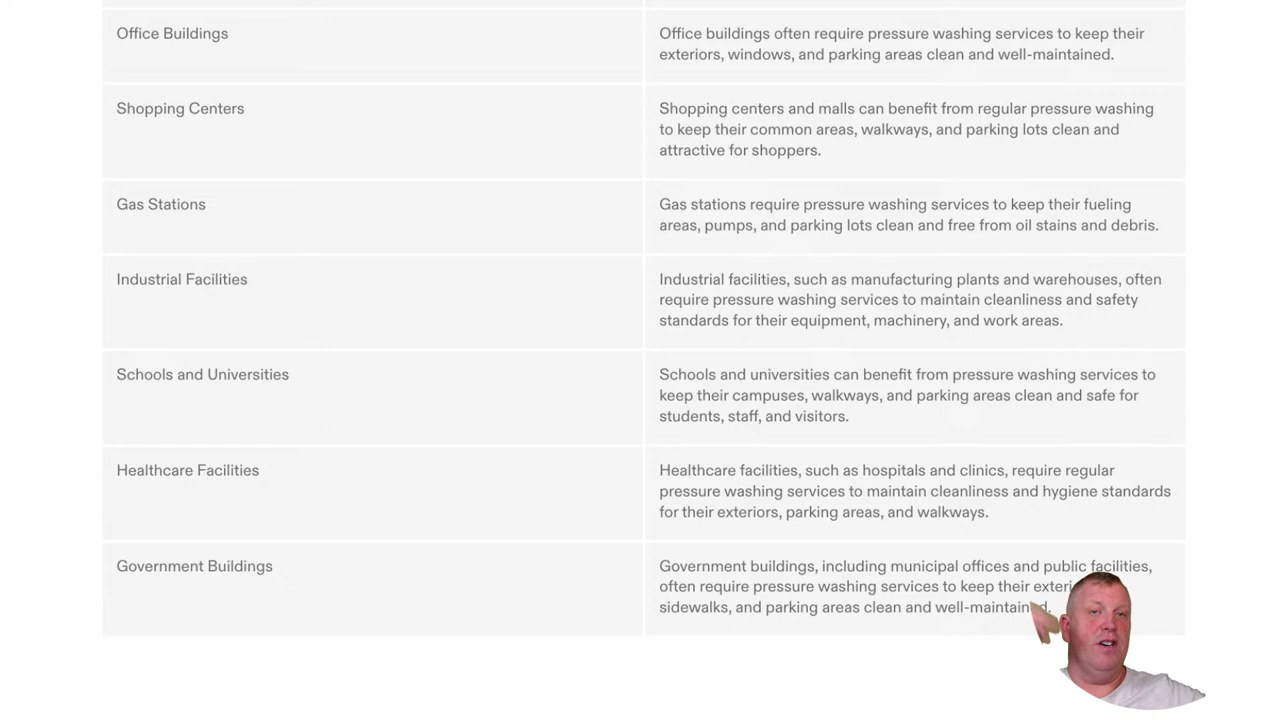 Office Buildings
Office buildings often require pressure washing services to keep their
exteriors, windows, and parking areas clean and well-maintained.
Shopping Centers
Shopping centers and malls can benefit from regular pressure washing
to keep their common areas, walkways, and parking lots clean and
attractive for shoppers.
Gas Stations
Gas stations require pressure washing services to keep their fueling
areas, pumps, and parking lots clean and free from oil stains and debris.
Industrial Facilities
Industrial facilities, such as manufacturing plants and warehouses, often
require pressure washing services to maintain cleanliness and safety
standards for their equipment, machinery, and work areas.
Schools and Universities
Schools and universities can benefit from pressure washing services to
keep their campuses, walkways, and parking areas clean and safe for
students, staff, and visitors.
Healthcare Facilities
Healthcare facilities, such as hospitals and clinics, require regular
pressure washing services to maintain cleanliness and hygiene standards
for their exteriors, parking areas, and walkways.
Government Buildings
Government buildings, including municipal offices and public facilities,
often require pressure washing services to keep their
sidewalks, and parking areas clean and well-maintained.